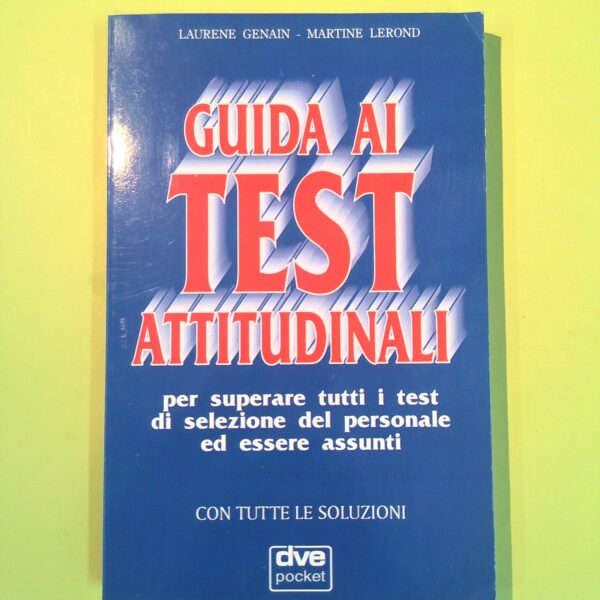 LAURENE GENAIN - MARTINE LEROND
GUIDA AI
TEST
ATTITUDINALI
per superare tutti i test
di selezione del personale
ed essere assunti
CON TUTTE LE SOLUZIONI
dve
pocket